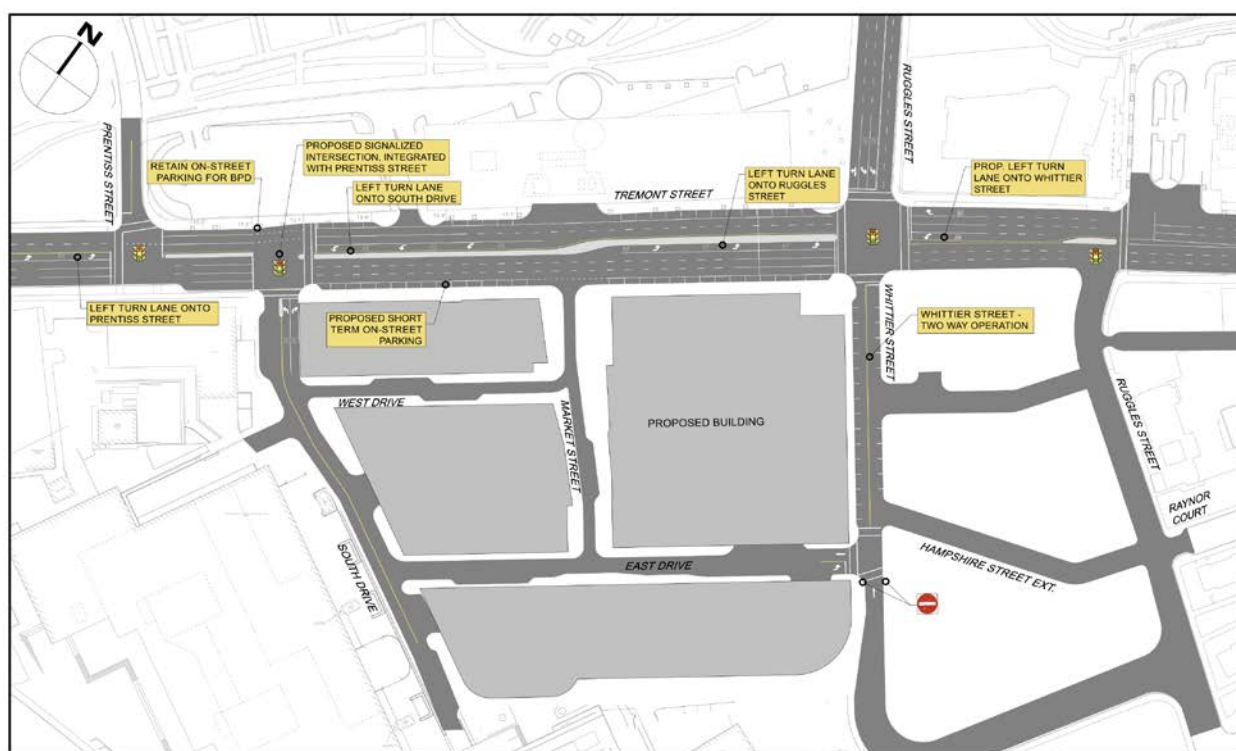 N
PRENTISS STREET
RETAIN ON-STREET
PARKING FOR BPD
PROPOSED SIGNALIZED
INTERSECTION, INTEGRATED
WITH PRENTISS STREET
LEFT TURN LANE
ONTO SOUTH DRIVE
TREMONT STREET
LEFT TURN LANE
ONTO RUGGLES
STREET
RUGGLES STREET
PROP. LEFT TURN
LANE ONTO WHITTIER
STREET
LEFT TURN LANE ONTO
PRENTISS STREET
PROPOSED SHORT
TERM ON-STREET
PARKING
WHITTIER STREET
WHITTIER STREET -
TWO WAY OPERATION
WEST DRIVE
MARKET STREET
PROPOSED BUILDING
RUGGLES STREET
RAYNOR
COURT
SOUTH DRIVE
EAST DRIVE
HAMPSHIRE STREET EXT.